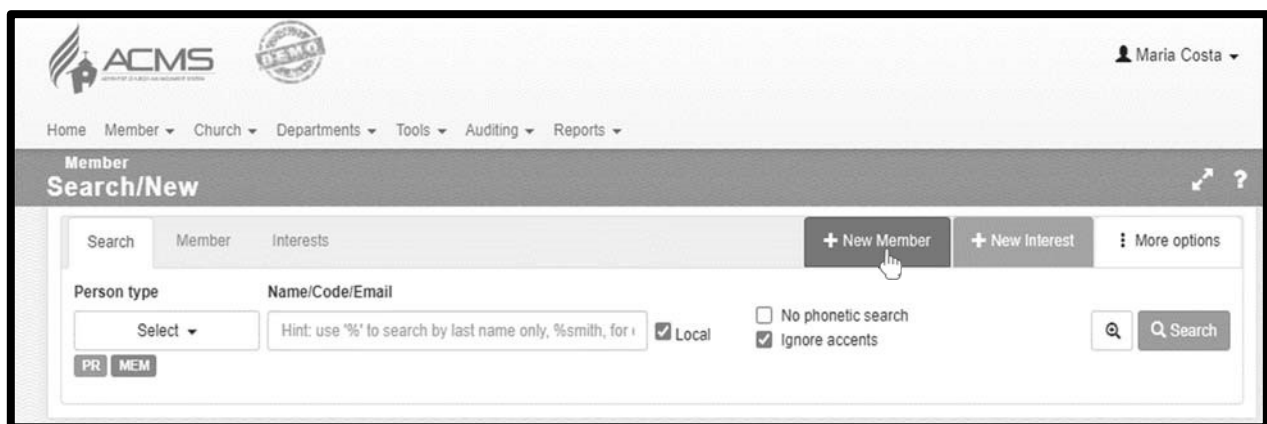 ACMS
DEMO
Maria Costa
Home Member Church Departments Tools Auditing Reports
Member
Search/New
?
Search Member Interests + New Member + New Interest More options
Person type Name/Code/Email
Select Hint: use '%' to search by last name only, %smith, for Local
No phonetic search
Ignore accents
Search
PR MEM